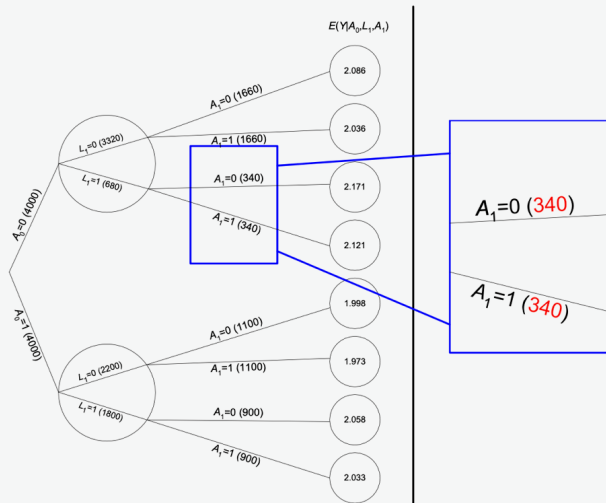 E(Y|A₀,L₁,A₁)
A₀=0 (4000)
L₁=0 (3320)
A₁=0 (1660)
2.086
A₁=1 (1660)
2.036
L₁=1 (680)
A₁=0 (340)
2.171
A₁=1 (340)
2.121
A₀=1 (4000)
L₁=0 (2200)
A₁=0 (1100)
1.998
A₁=1 (1100)
1.973
L₁=1 (1800)
A₁=0 (900)
2.058
A₁=1 (900)
2.033
A₁=0 (340)
A₁=1 (340)